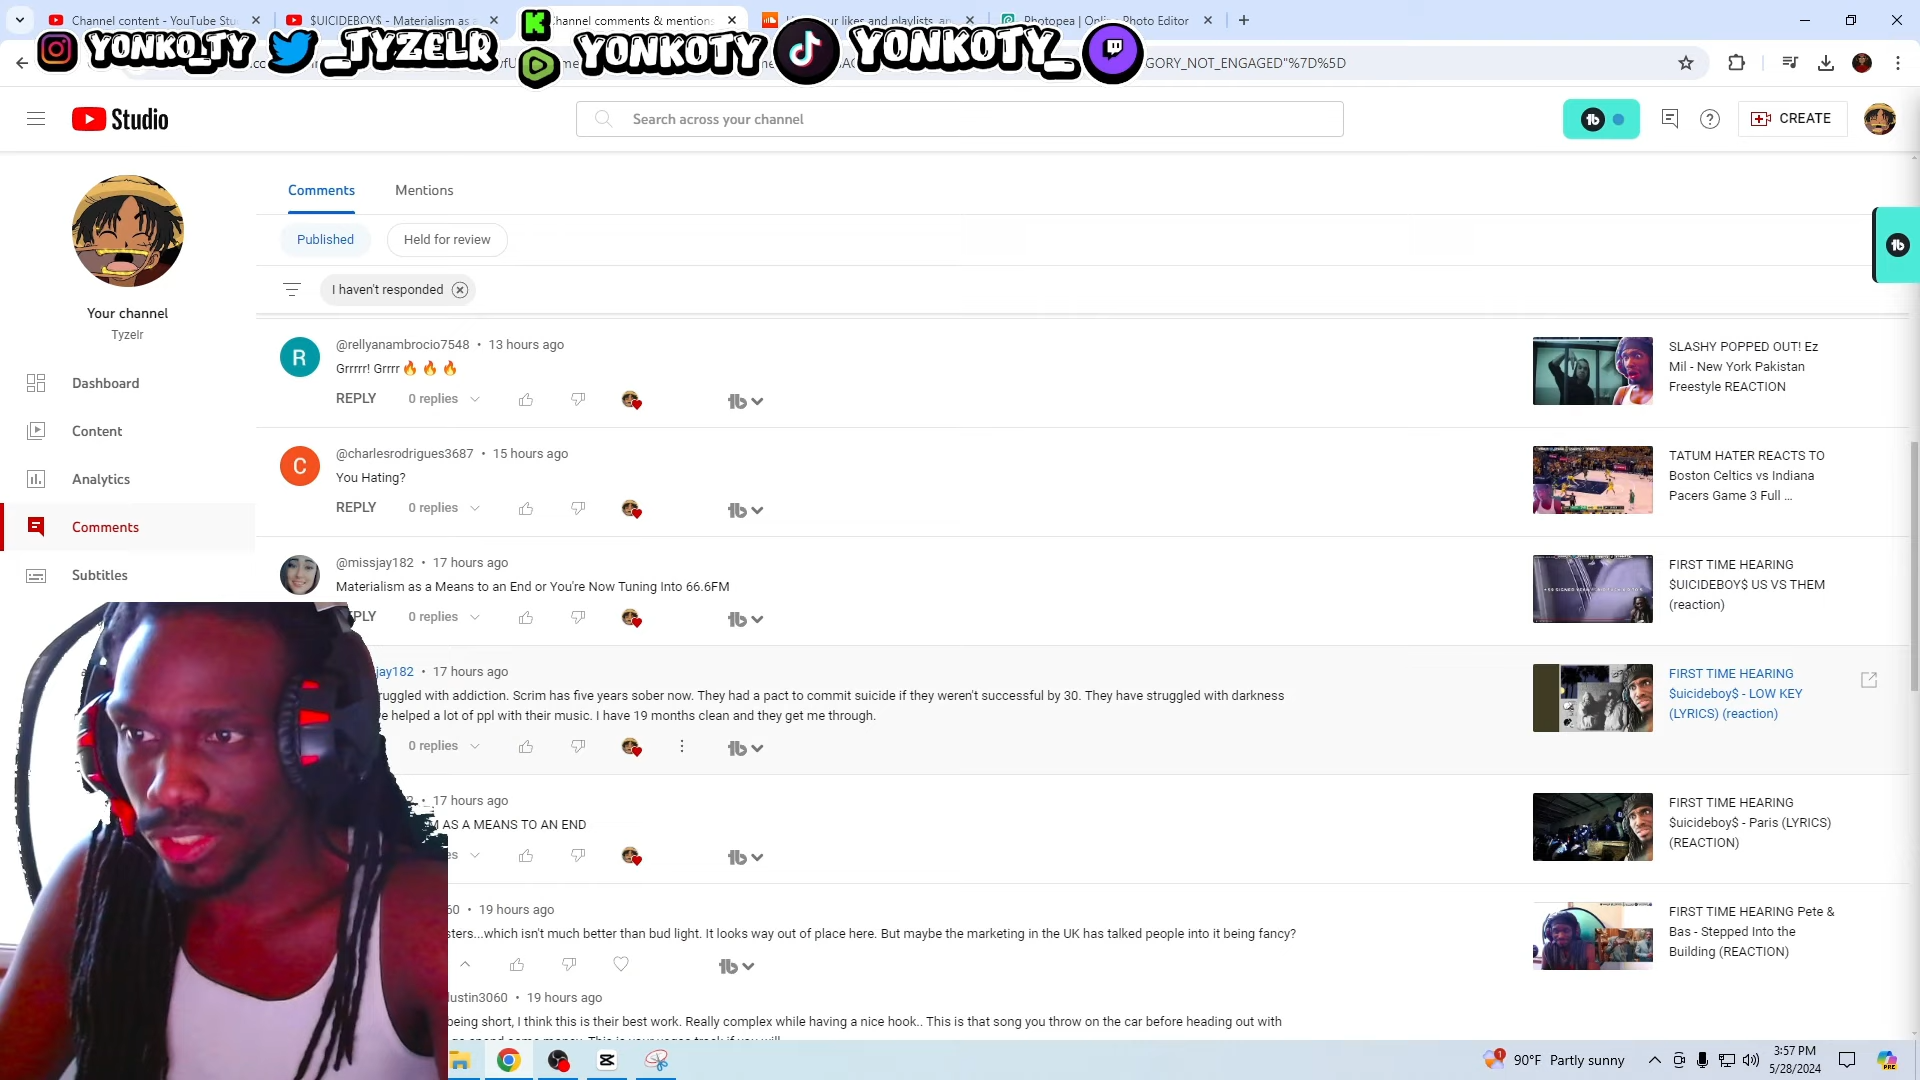 Channel content - YouTube Stu
$UICIDEBOY$ - Materialism as a
Channel comments & mentions
Photopea | Online Photo Editor
YONKO_TY
_TYZELR
YONKOTY
YONKOTY_
GORY_NOT_ENGAGED"%7D%5D
Studio
Search across your channel
CREATE
Your channel
Tyzelr
Dashboard
Content
Analytics
Comments
Subtitles
Comments
Mentions
Published
Held for review
I haven't responded
@rellyanambrocio7548 • 13 hours ago
Grrrrr! Grrrr🔥 🔥 🔥
REPLY
0 replies
SLASHY POPPED OUT! Ez
Mil - New York Pakistan
Freestyle REACTION
@charlesrodrigues3687 • 15 hours ago
You Hating?
REPLY
0 replies
TATUM HATER REACTS TO
Boston Celtics vs Indiana
Pacers Game 3 Full ...
@missjay182 • 17 hours ago
Materialism as a Means to an End or You're Now Tuning Into 66.6FM
PLY
0 replies
FIRST TIME HEARING
$UICIDEBOY$ US VS THEM
(reaction)
jay182 • 17 hours ago
ruggled with addiction. Scrim has five years sober now. They had a pact to commit suicide if they weren't successful by 30. They have struggled with darkness
ve helped a lot of ppl with their music. I have 19 months clean and they get me through.
0 replies
FIRST TIME HEARING
$uicideboy$ - LOW KEY
(LYRICS) (reaction)
• 17 hours ago
M AS A MEANS TO AN END
es
FIRST TIME HEARING
$uicideboy$ - Paris (LYRICS)
(REACTION)
60 • 19 hours ago
sters...which isn't much better than bud light. It looks way out of place here. But maybe the marketing in the UK has talked people into it being fancy?
FIRST TIME HEARING Pete &
Bas - Stepped Into the
Building (REACTION)
dustin3060 • 19 hours ago
being short, I think this is their best work. Really complex while having a nice hook.. This is that song you throw on the car before heading out with
90°F Partly sunny
3:57 PM
5/28/2024